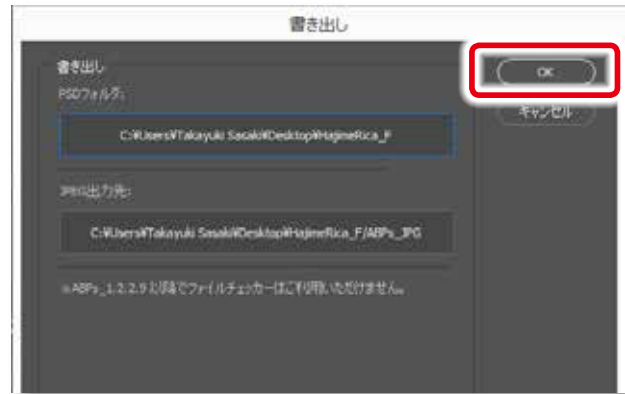 書き出し
OK
書き出し
PSDフォルダ:
キャンセル
C:¥Users¥Takayuki Sasaki¥Desktop¥HajimeRica_F
JPEG出力先:
C:¥Users¥Takayuki Sasaki¥Desktop¥HajimeRica_F/ABPs_JPG
※ABPs_1.2.2.9以降でファイルチェッカーはご利用いただけません。